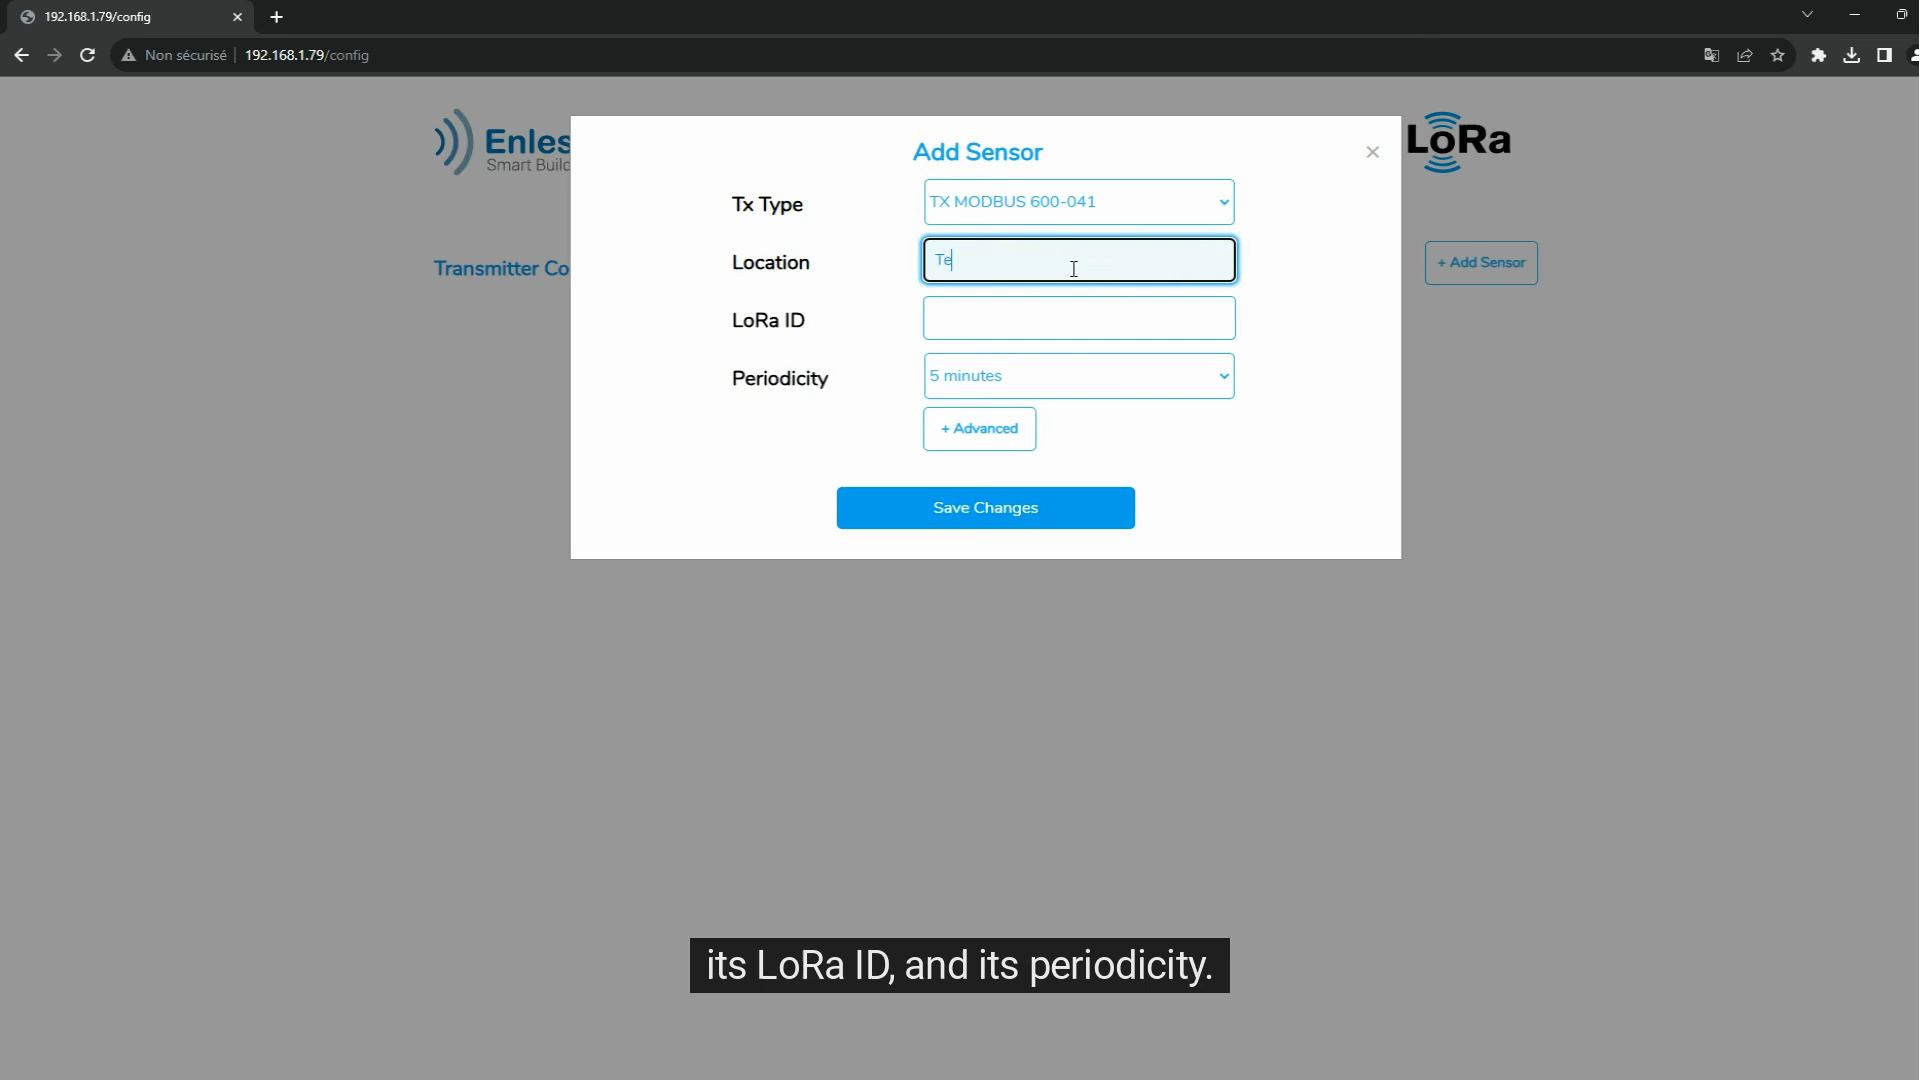 192.168.1.79/config
Non sécurisé
192.168.1.79/config
Enles
Smart Build
Add Sensor
LoRa
Tx Type
TX MODBUS 600-041
Location
Te
Transmitter Co
+ Add Sensor
LoRa ID
Periodicity
5 minutes
+ Advanced
Save Changes
its LoRa ID, and its periodicity.